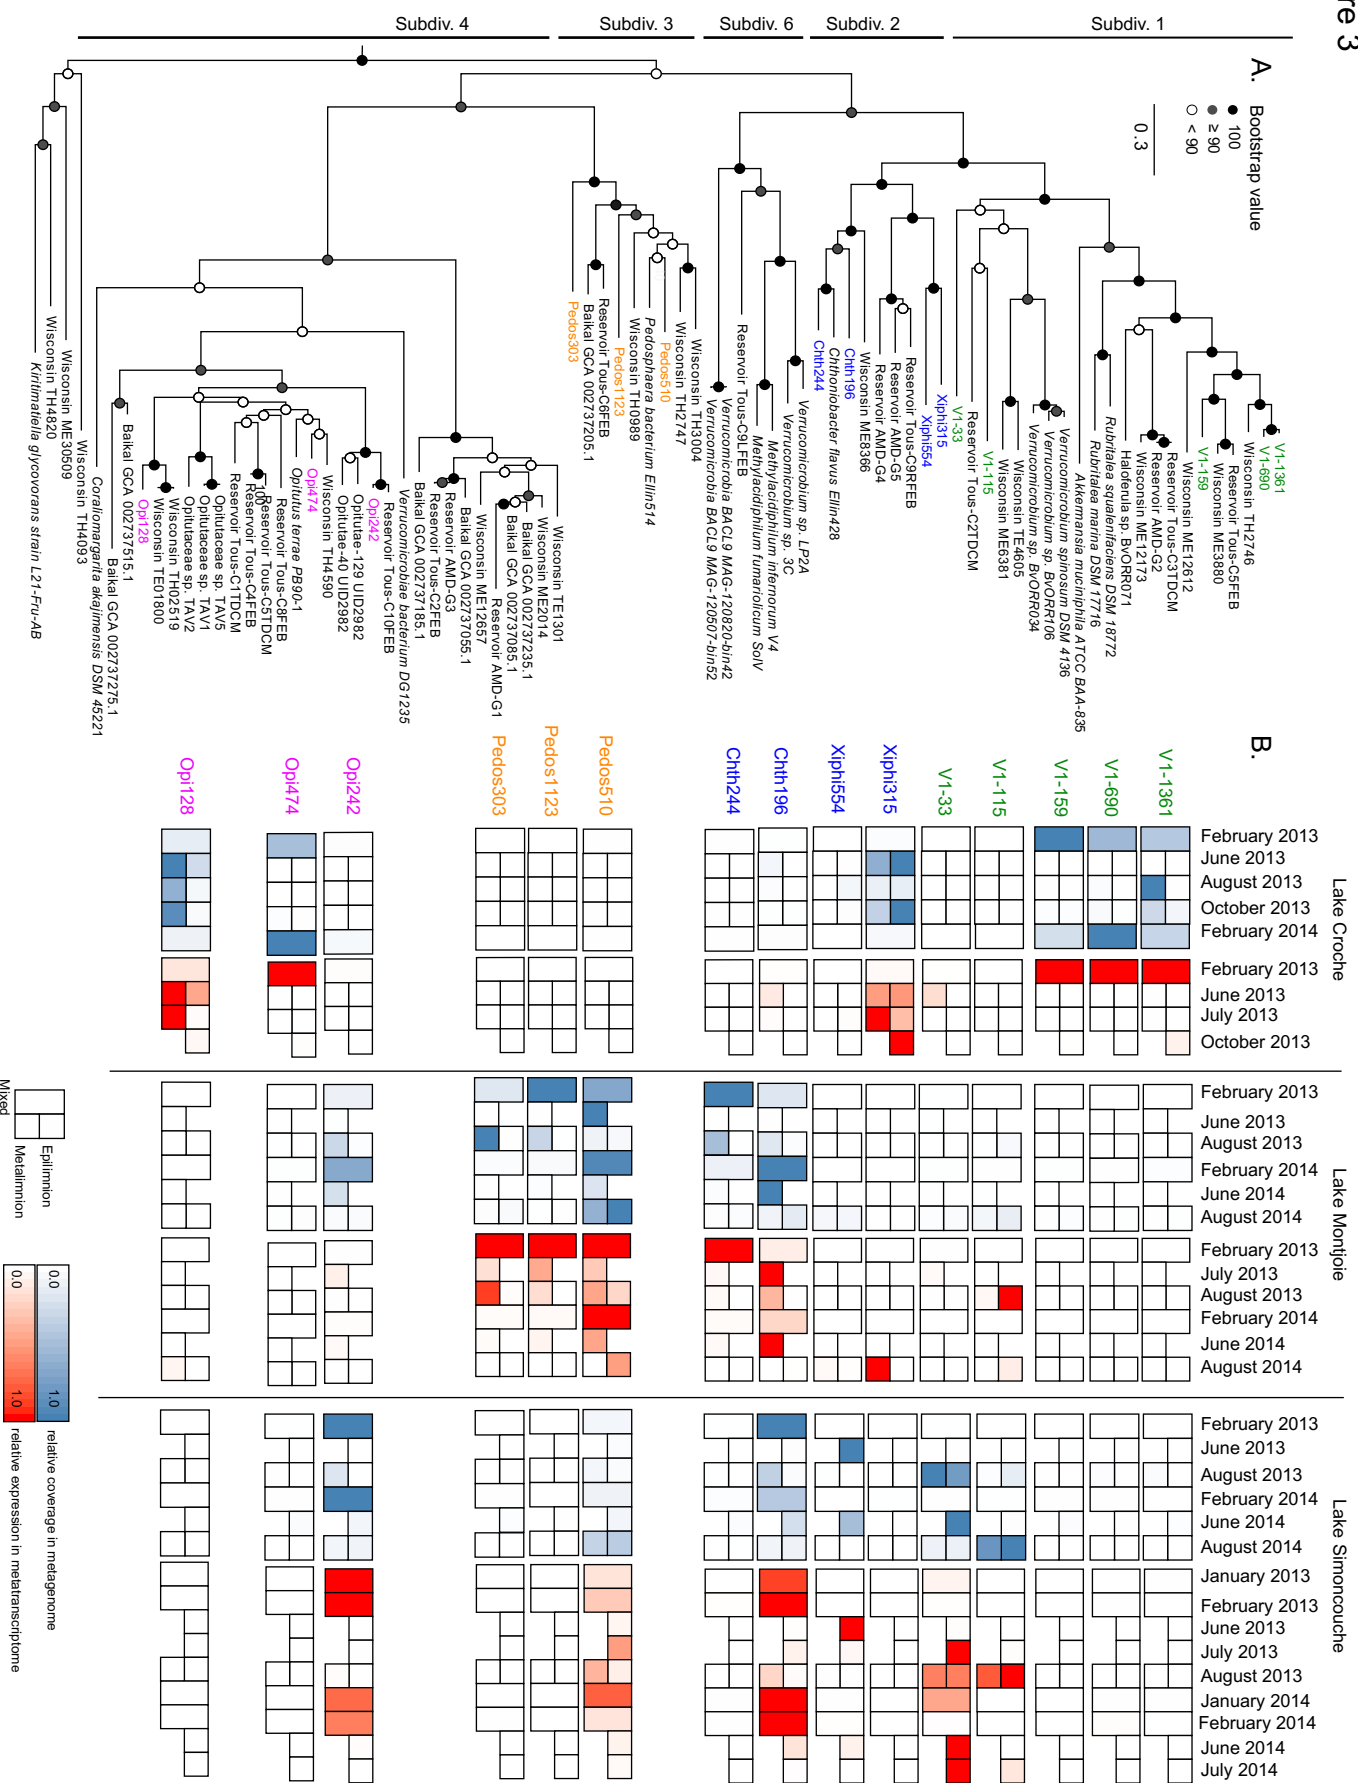 re 3
Subdiv. 4
Subdiv. 3
Subdiv. 6
Subdiv. 2
Subdiv. 1
A.
Bootstrap value
100
≥ 90
< 90
0.3
V1-1361
V1-690
Wisconsin TH2746
Reservoir Tous-C5FEB
Wisconsin ME3880
V1-159
Wisconsin ME12612
Reservoir Tous-C3TDCM
Reservoir AMD-G2
Wisconsin ME12173
Haloferula sp. BvORR071
Rubritalea squalenifaciens DSM 18772
Rubritalea marina DSM 17716
Akkermansia muciniphila ATCC BAA-835
Verrucomicrobium spinosum DSM 4136
Verrucomicrobium sp. BvORR106
Verrucomicrobium sp. BvORR034
Wisconsin TE4605
Wisconsin ME6381
V1-115
Reservoir Tous-C2TDCM
V1-33
Xiphi315
Xiphi554
Reservoir Tous-C9RFEB
Reservoir AMD-G5
Reservoir AMD-G4
Wisconsin ME8366
Chth196
Chthoniobacter flavus Ellin428
Chth244
Verrucomicrobium sp. LP2A
Verrucomicrobium sp. 3C
Methylacidiphilum infernorum V4
Methylacidiphilum fumariolicum SolV
Reservoir Tous-C9LFEB
Verrucomicrobia BACL9 MAG-120820-bin42
Verrucomicrobia BACL9 MAG-120507-bin52
Wisconsin TH3004
Wisconsin TH2747
Pedos510
Pedosphaera bacterium Ellin514
Wisconsin TH0989
Pedos1123
Reservoir Tous-C6FEB
Baikal GCA 002737205.1
Pedos303
Wisconsin TE1301
Wisconsin ME2014
Baikal GCA 002737235.1
Baikal GCA 002737085.1
Reservoir AMD-G1
Wisconsin ME12657
Baikal GCA 002737055.1
Reservoir AMD-G3
Reservoir Tous-C2FEB
Baikal GCA 002737185.1
Verrucomicrobiae bacterium DG1235
Reservoir Tous-C10FEB
Opi242
Opitutae-129 UID2982
Opitutae-40 UID2982
Wisconsin TH4590
Opi474
Opitutus terrae PB90-1
Reservoir Tous-C8FEB
Reservoir Tous-C5TDCM
100
Reservoir Tous-C4FEB
Reservoir Tous-C1TDCM
Opitutaceae sp. TAV5
Opitutaceae sp. TAV1
Opitutaceae sp. TAV2
Wisconsin TH02519
Wisconsin TE01800
Opi128
Baikal GCA 002737515.1
Baikal GCA 002737275.1
Coraliomargarita akajimensis DSM 45221
Wisconsin TH4093
Wisconsin ME30509
Wisconsin TH4820
Kiritimatiella glycovorans strain L21-Fru-AB
B.
V1-1361
V1-690
V1-159
V1-115
V1-33
Xiphi315
Xiphi554
Chth196
Chth244
Pedos510
Pedos1123
Pedos303
Opi242
Opi474
Opi128
Lake Croche
February 2013
June 2013
August 2013
October 2013
February 2014
February 2013
June 2013
July 2013
October 2013
Lake Montjoie
February 2013
June 2013
August 2013
February 2014
June 2014
August 2014
February 2013
July 2013
August 2013
February 2014
June 2014
August 2014
Lake Simoncouche
February 2013
June 2013
August 2013
February 2014
June 2014
August 2014
January 2013
February 2013
June 2013
July 2013
August 2013
January 2014
February 2014
June 2014
July 2014
Mixed
Epilimnion
Metalimnion
0.0
1.0
relative coverage in metagenome
0.0
1.0
relative expression in metatranscriptome